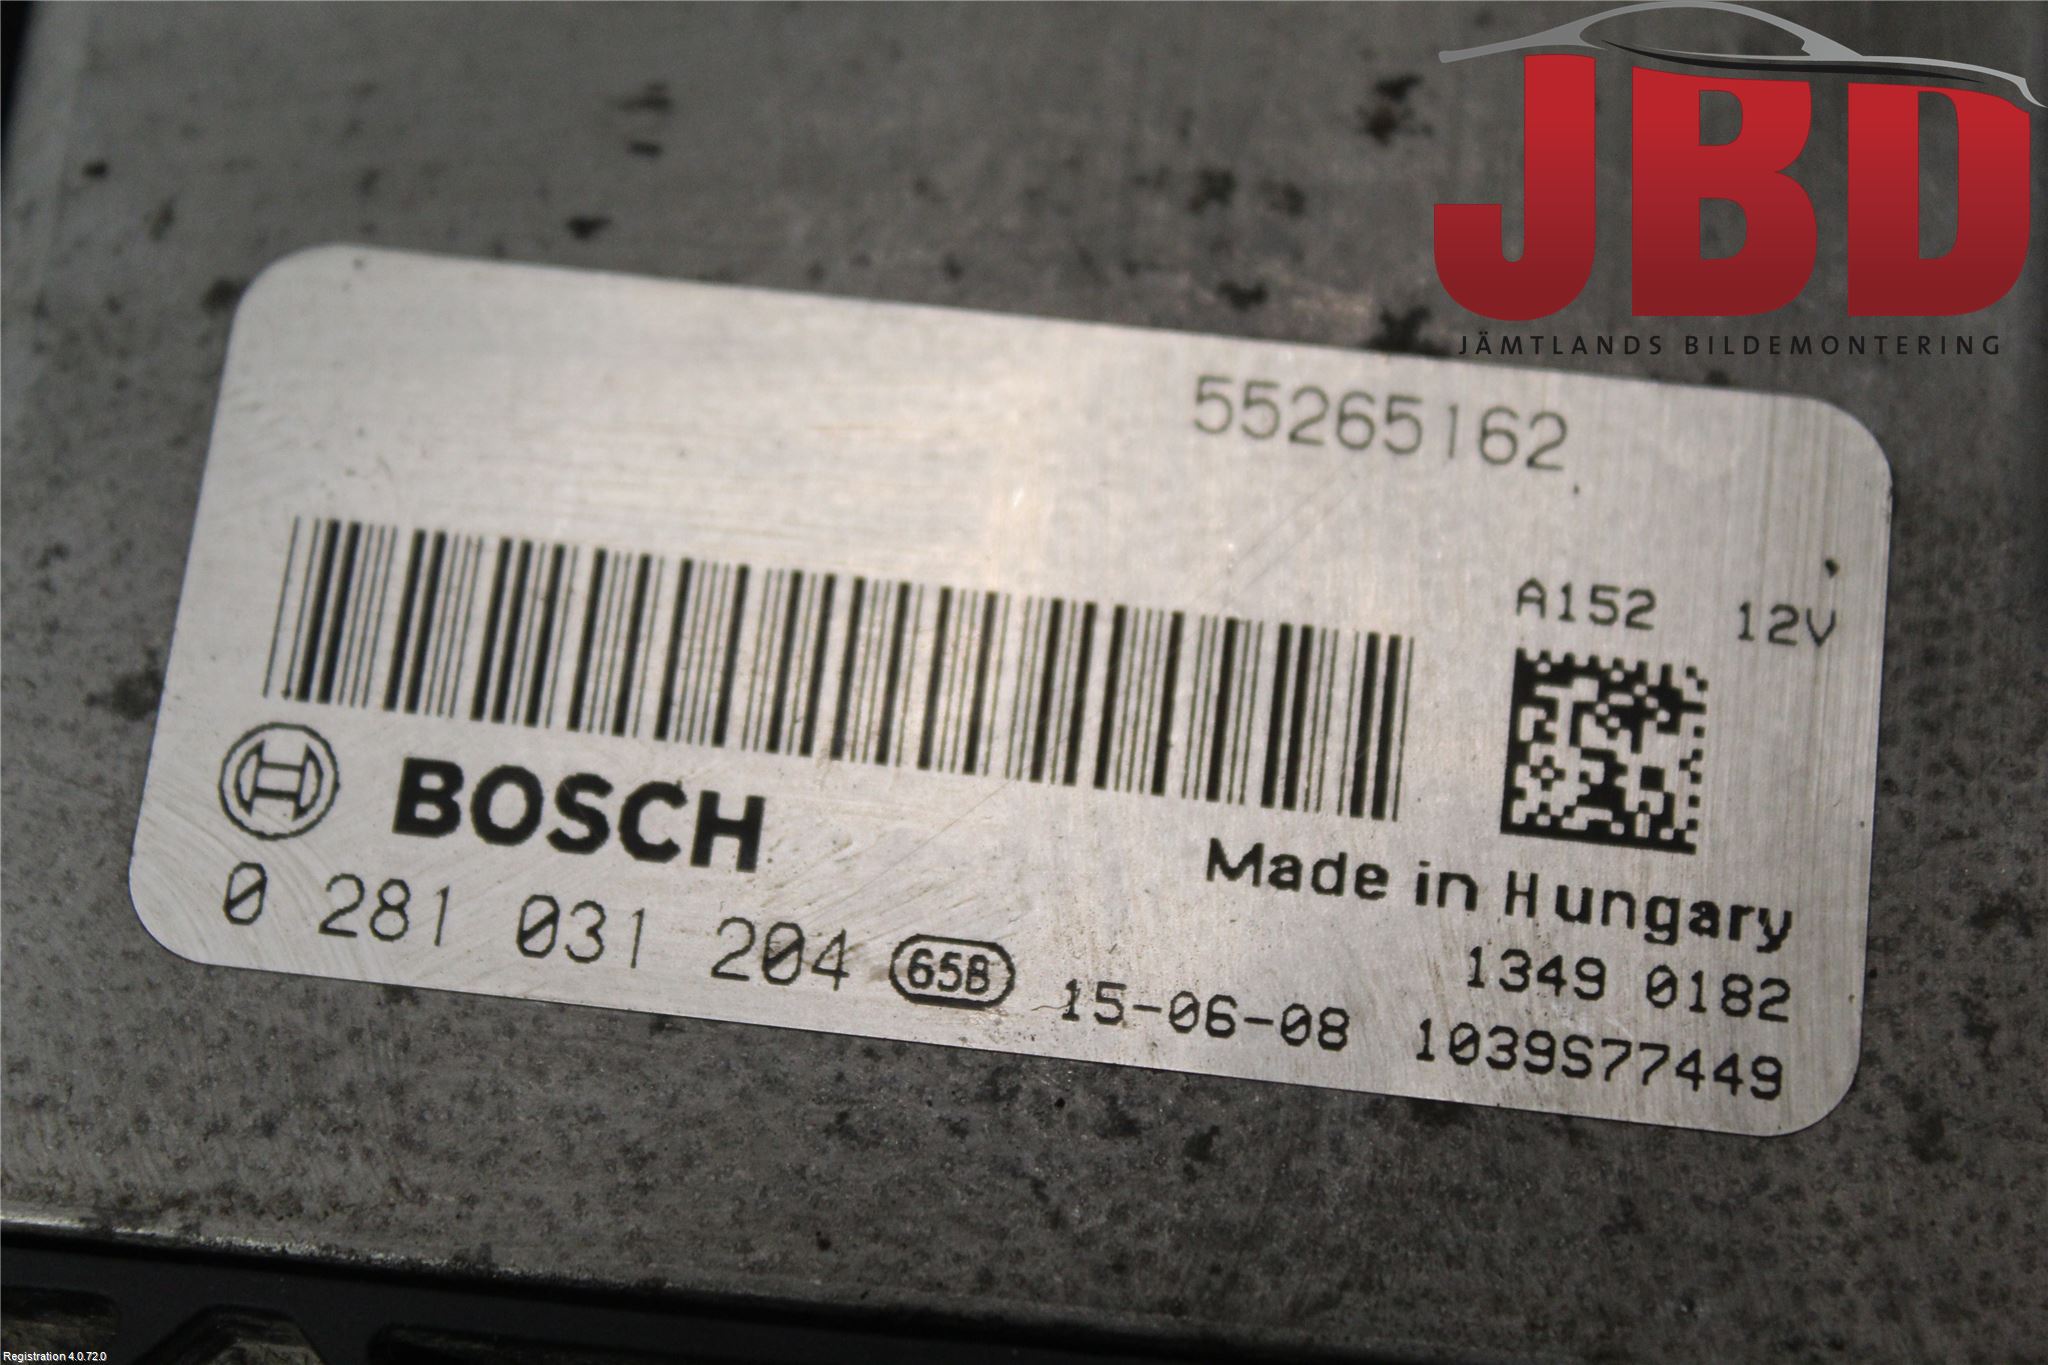 JBD
JÄMTLANDS BILDEMONTERING
55265162
A152 12V
BOSCH
Made in Hungary
0 281 031 204 65B 15-06-08
1349 0182
1039S77449
Registration 4.0.72.0